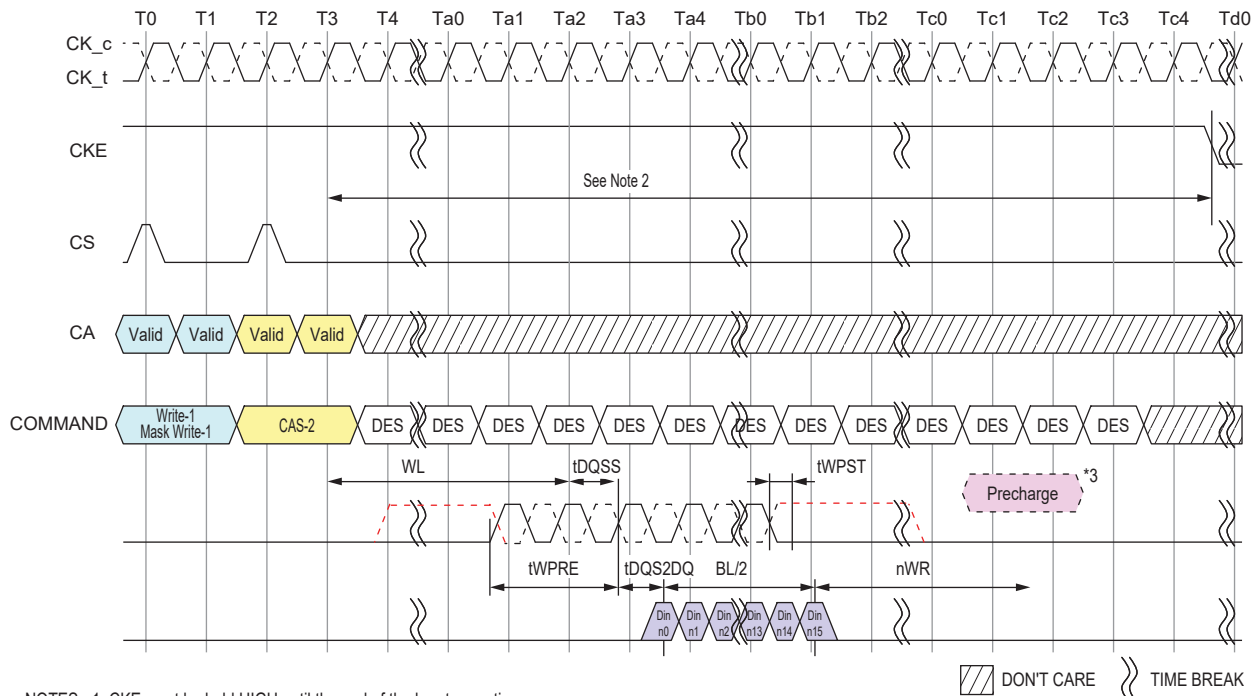 T0 T1 T2 T3 T4 Ta0 Ta1 Ta2 Ta3 Ta4 Tb0 Tb1 Tb2 Tc0 Tc1 Tc2 Tc3 Tc4 Td0
CK_c
CK_t
CKE
See Note 2
CS
CA Valid Valid Valid Valid
COMMAND Write-1 Mask Write-1 CAS-2 DES DES DES DES DES DES DES DES DES DES DES DES DES
WL tDQSS tWPST
Precharge *3
tWPRE tDQS2DQ BL/2 nWR
Din n0 Din n1 Din n2 Din n13 Din n14 Din n15
DON'T CARE TIME BREAK